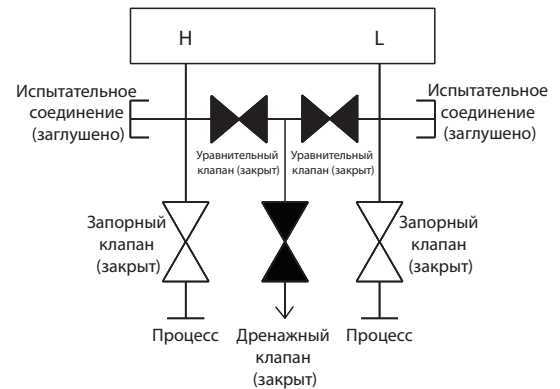 H
L
Испытательное
соединение
(заглушено)
Испытательное
соединение
(заглушено)
Уравнительный
клапан (закрыт)
Уравнительный
клапан (закрыт)
Запорный
клапан
(закрыт)
Запорный
клапан
(закрыт)
Процесс
Дренажный
клапан
(закрыт)
Процесс